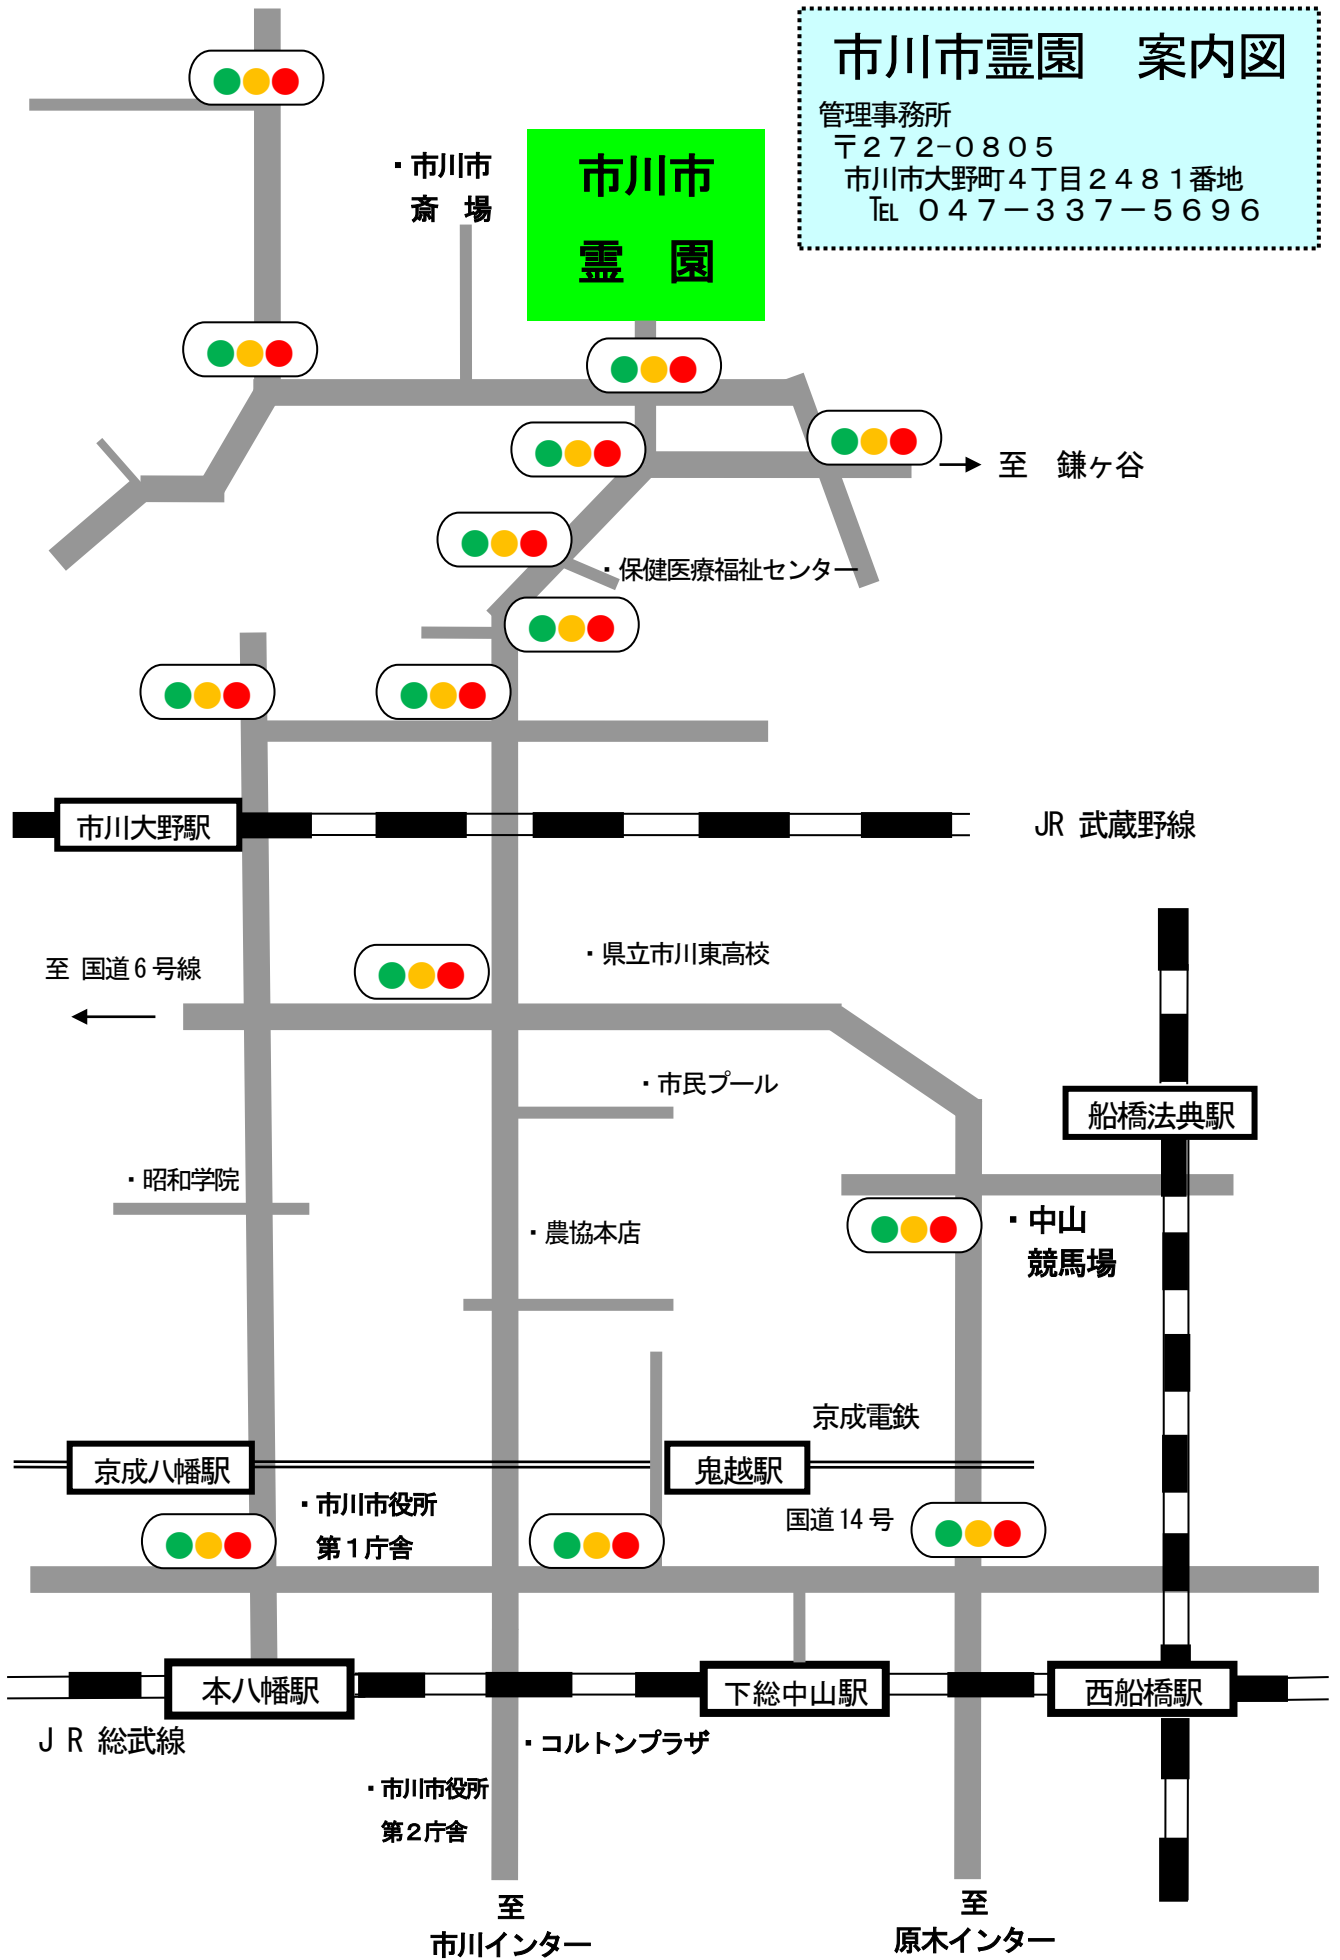 市川市霊園　案内図
管理事務所
〒２７２-０８０５
市川市大野町４丁目２４８１番地
℡ ０４７－３３７－５６９６
・市川市
斎　場
市川市
霊　園
至　鎌ヶ谷
・保健医療福祉センター
市川大野駅
JR 武蔵野線
・県立市川東高校
至 国道６号線
・市民プール
船橋法典駅
・昭和学院
・農協本店
・中山
競馬場
京成電鉄
京成八幡駅
鬼越駅
・市川市役所
第１庁舎
国道14号
本八幡駅
下総中山駅
西船橋駅
ＪＲ 総武線
・コルトンプラザ
・市川市役所
第２庁舎
至
市川インター
至
原木インター